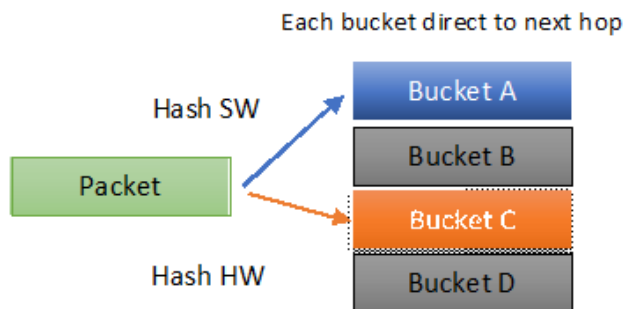 Each bucket direct to next hop
Bucket A
Hash SW
Bucket B
Packet
Bucket C
Hash HW
Bucket D